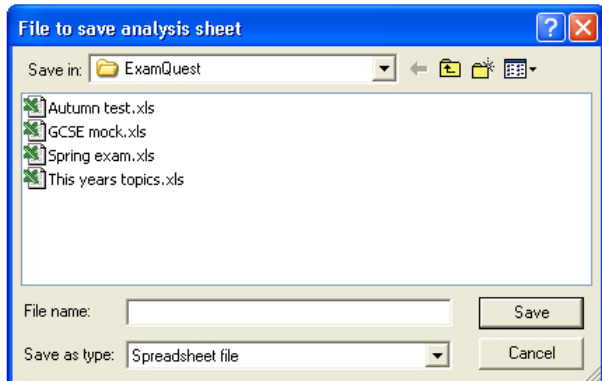 File to save analysis sheet
Save in: ExamQuest
Autumn test.xls
GCSE mock.xls
Spring exam.xls
This years topics.xls
File name: Save
Save as type: Spreadsheet file Cancel